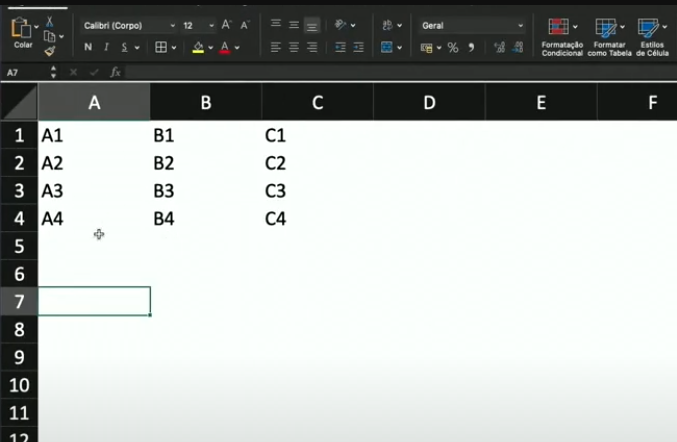 Calibri (Corpo) 12 A^ A˅ ab Geral
Colar N I S A % Formatação Condicional Formatar como Tabela Estilos de Célula
A7 fx
A B C D E F
1 A1 B1 C1
2 A2 B2 C2
3 A3 B3 C3
4 A4 B4 C4
5
6
7
8
9
10
11
12